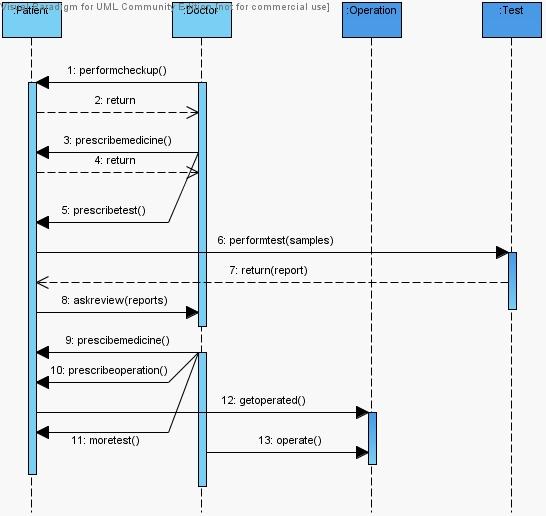 Visual Paradigm for UML Community Edition [not for commercial use]
:Patient
:Doctor
:Operation
:Test
1: performcheckup()
2: return
3: prescribemedicine()
4: return
5: prescribetest()
6: performtest(samples)
7: return(report)
8: askreview(reports)
9: prescibemedicine()
10: prescribeoperation()
12: getoperated()
11: moretest()
13: operate()